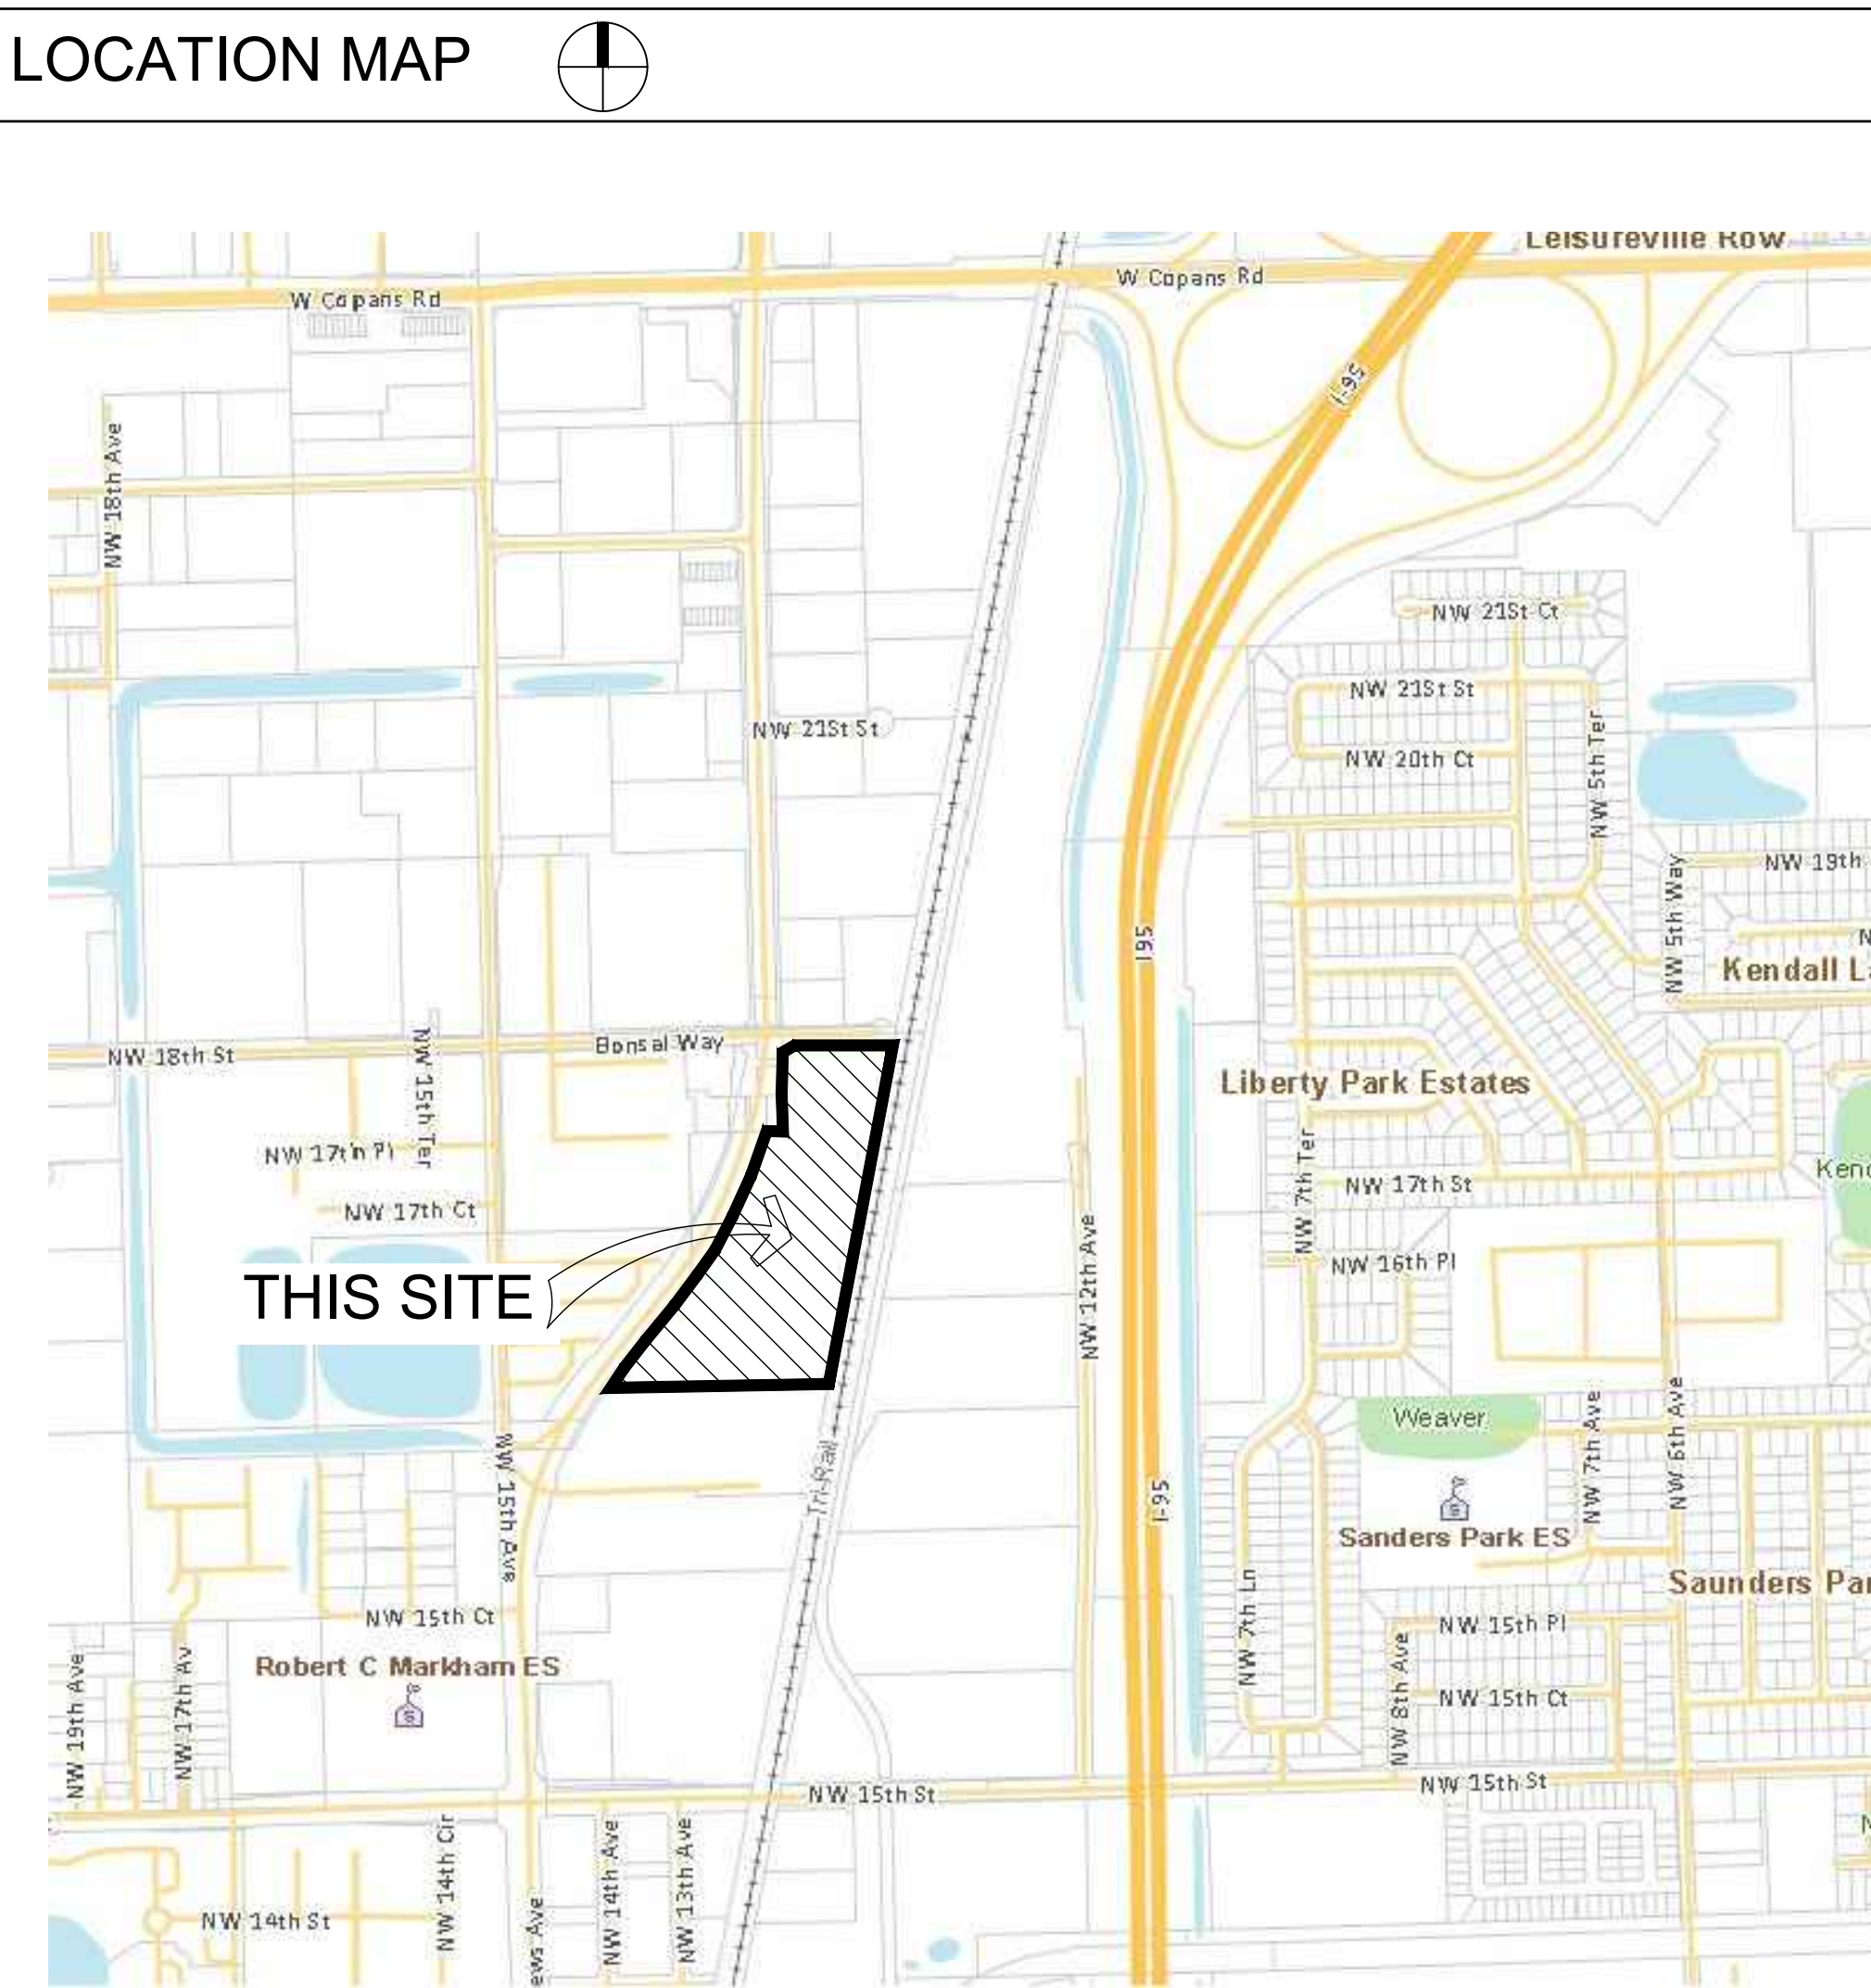 LOCATION MAP
Leisureville Row
W Copans Rd
W Copans Rd
I-95
NW 18th Ave
NW 21St Ct
NW 21St St
NW 21St St
NW 20th Ct
NW 5th Ter
NW 19th
NW 5th Way
I 95
Kendall La
Bonsal Way
NW 18th St
NW 15th Ter
Liberty Park Estates
NW 17th Pl
NW 7th Ter
NW 17th St
NW 17th Ct
NW 12th Ave
NW 16th Pl
THIS SITE
Weaver
NW 7th Ave
NW 6th Ave
Tri-Rail
NW 15th Ave
I-95
Sanders Park ES
Saunders Par
NW 7th Ln
NW 15th Ct
NW 15th Pl
NW 8th Ave
Robert C Markham ES
NW 19th Ave
NW 17th Av
NW 15th Ct
NW 15th St
NW 15th St
NW 14th Cir
NW 14th Ave
NW 13th Ave
NW 14th St
ews Ave